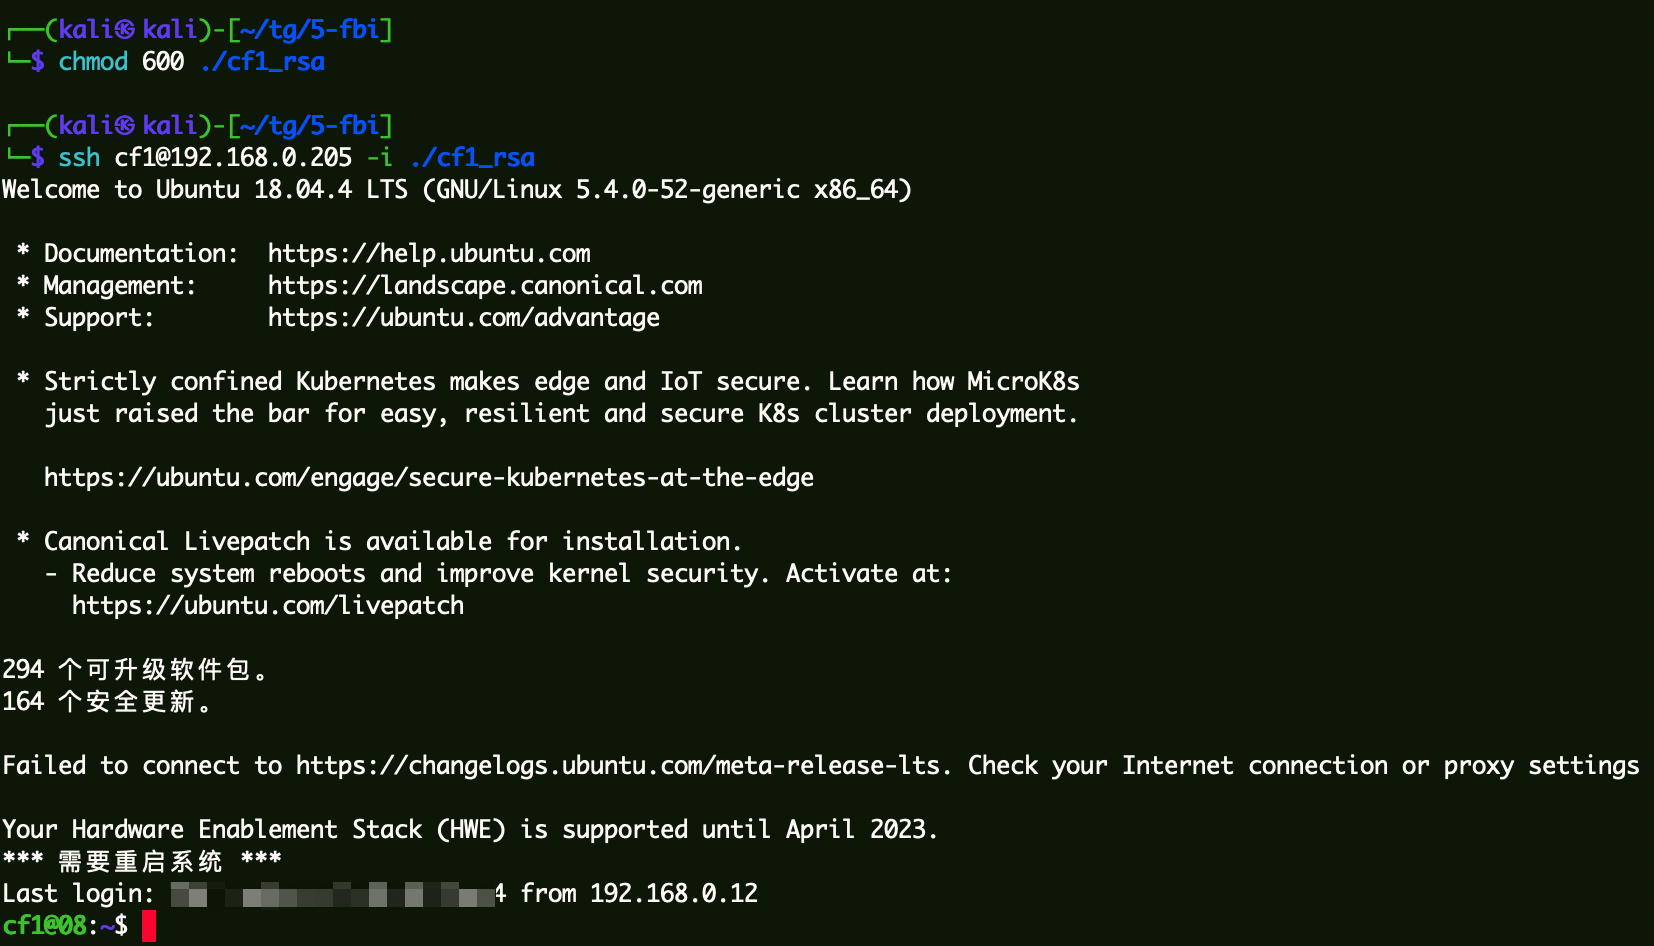 ┌──(kali㉿kali)-[~/tg/5-fbi]
└─$ chmod 600 ./cf1_rsa
┌──(kali㉿kali)-[~/tg/5-fbi]
└─$ ssh cf1@192.168.0.205 -i ./cf1_rsa
Welcome to Ubuntu 18.04.4 LTS (GNU/Linux 5.4.0-52-generic x86_64)
* Documentation:  https://help.ubuntu.com
* Management:     https://landscape.canonical.com
* Support:        https://ubuntu.com/advantage
* Strictly confined Kubernetes makes edge and IoT secure. Learn how MicroK8s
just raised the bar for easy, resilient and secure K8s cluster deployment.
https://ubuntu.com/engage/secure-kubernetes-at-the-edge
* Canonical Livepatch is available for installation.
- Reduce system reboots and improve kernel security. Activate at:
https://ubuntu.com/livepatch
294 个可升级软件包。
164 个安全更新。
Failed to connect to https://changelogs.ubuntu.com/meta-release-lts. Check your Internet connection or proxy settings
Your Hardware Enablement Stack (HWE) is supported until April 2023.
*** 需要重启系统 ***
Last login: 4 from 192.168.0.12
cf1@08:~$